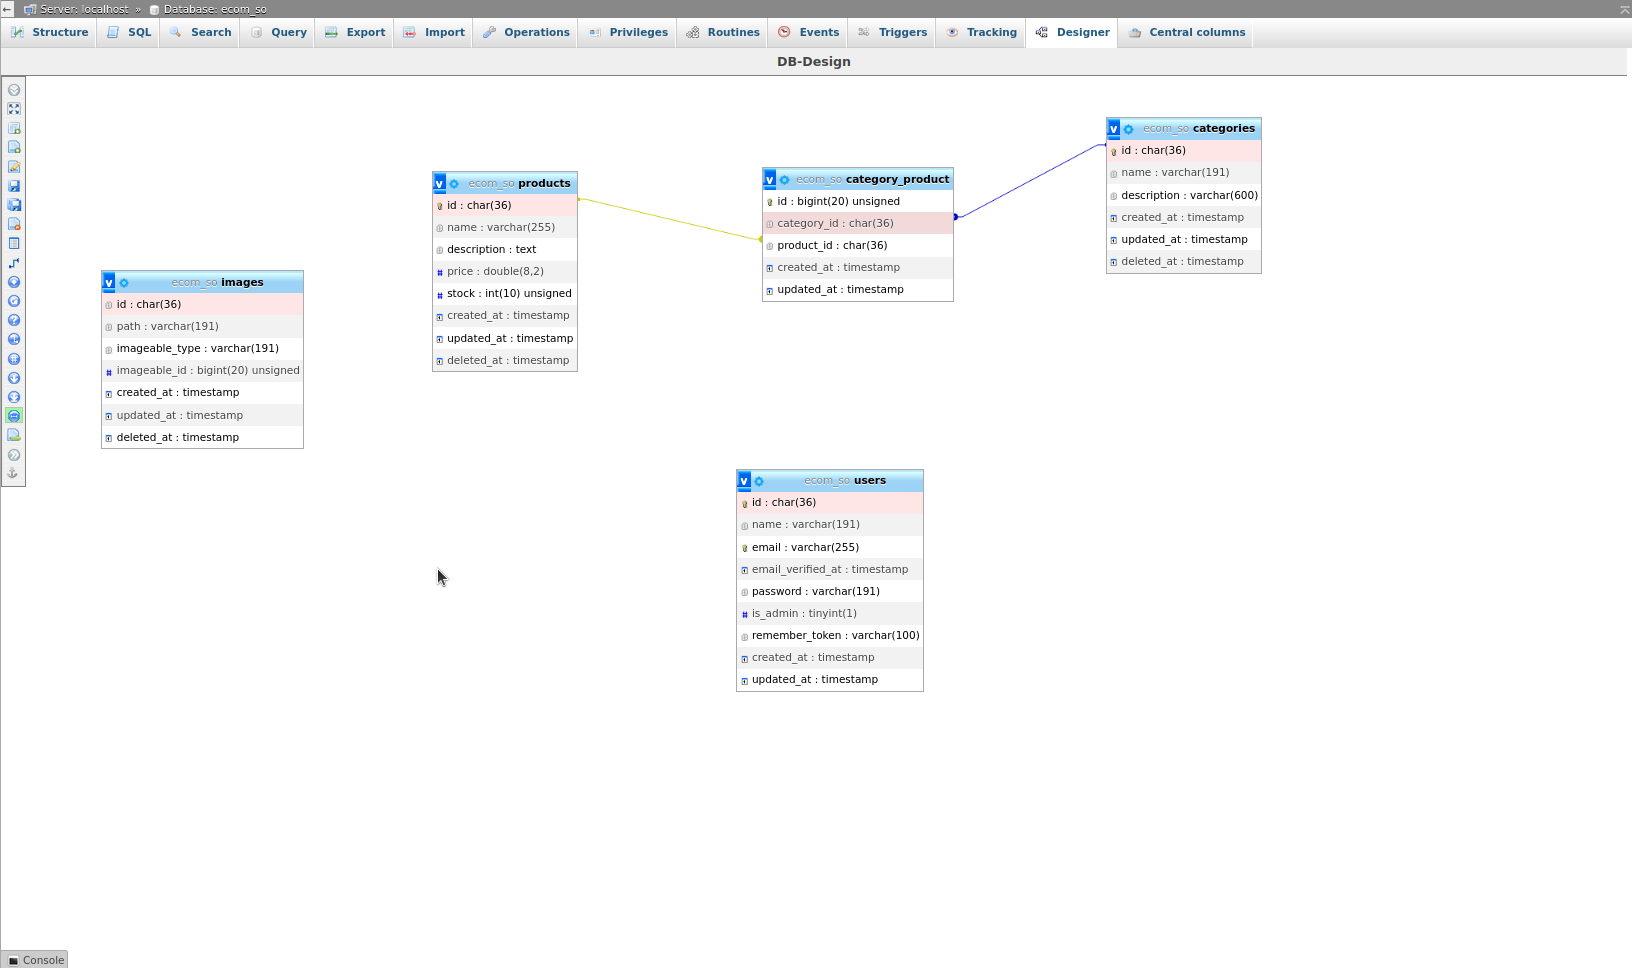 Server: localhost » Database: ecom_so
Structure SQL Search Query Export Import Operations Privileges Routines Events Triggers Tracking Designer Central columns
DB-Design
ecom_so categories
id : char(36)
name : varchar(191)
description : varchar(600)
created_at : timestamp
updated_at : timestamp
deleted_at : timestamp
ecom_so category_product
id : bigint(20) unsigned
category_id : char(36)
product_id : char(36)
created_at : timestamp
updated_at : timestamp
ecom_so products
id : char(36)
name : varchar(255)
description : text
price : double(8,2)
stock : int(10) unsigned
created_at : timestamp
updated_at : timestamp
deleted_at : timestamp
ecom_so images
id : char(36)
path : varchar(191)
imageable_type : varchar(191)
imageable_id : bigint(20) unsigned
created_at : timestamp
updated_at : timestamp
deleted_at : timestamp
ecom_so users
id : char(36)
name : varchar(191)
email : varchar(255)
email_verified_at : timestamp
password : varchar(191)
is_admin : tinyint(1)
remember_token : varchar(100)
created_at : timestamp
updated_at : timestamp
Console